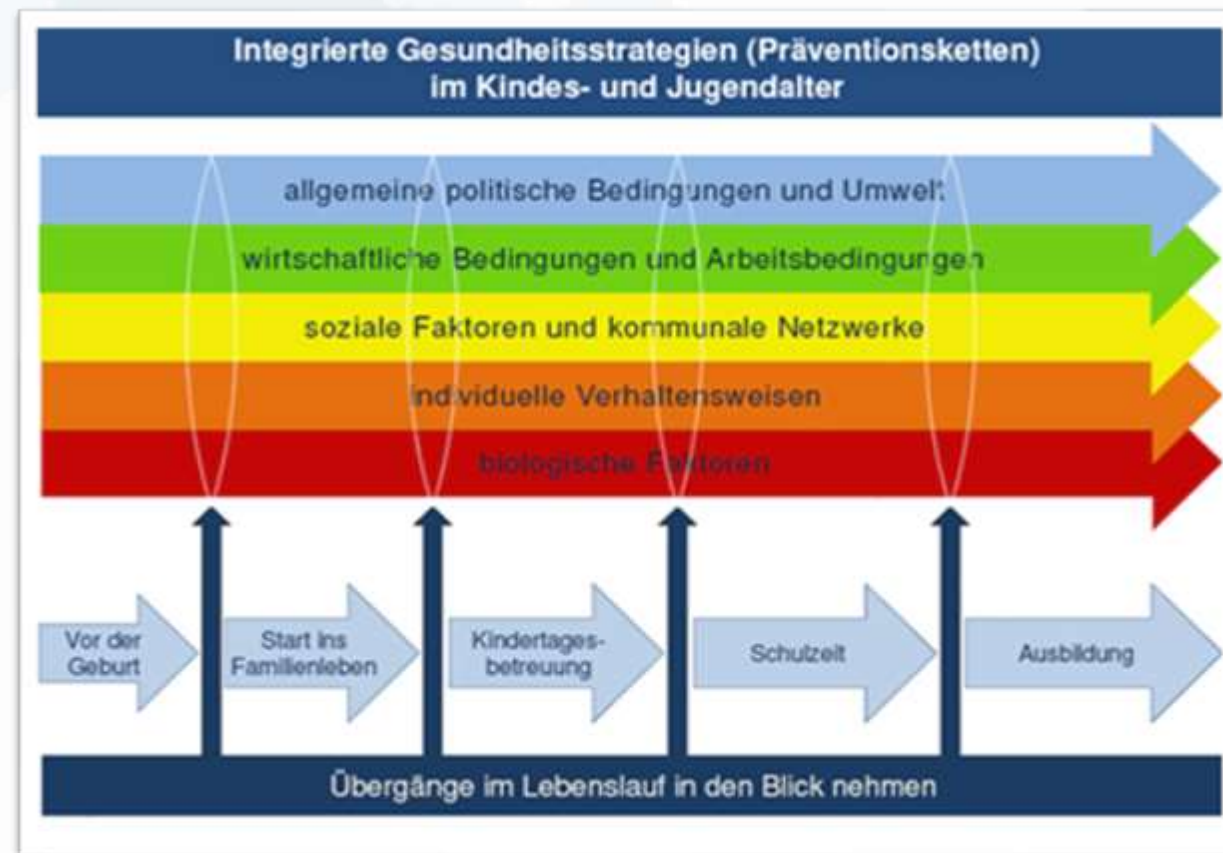 Integrierte Gesundheitsstrategien (Präventionsketten)
im Kindes- und Jugendalter
allgemeine politische Bedingungen und Umwelt
wirtschaftliche Bedingungen und Arbeitsbedingungen
soziale Faktoren und kommunale Netzwerke
individuelle Verhaltensweisen
biologische Faktoren
Vor der
Geburt
Start ins
Familienleben
Kindertages-
betreuung
Schulzeit
Ausbildung
Übergänge im Lebenslauf in den Blick nehmen